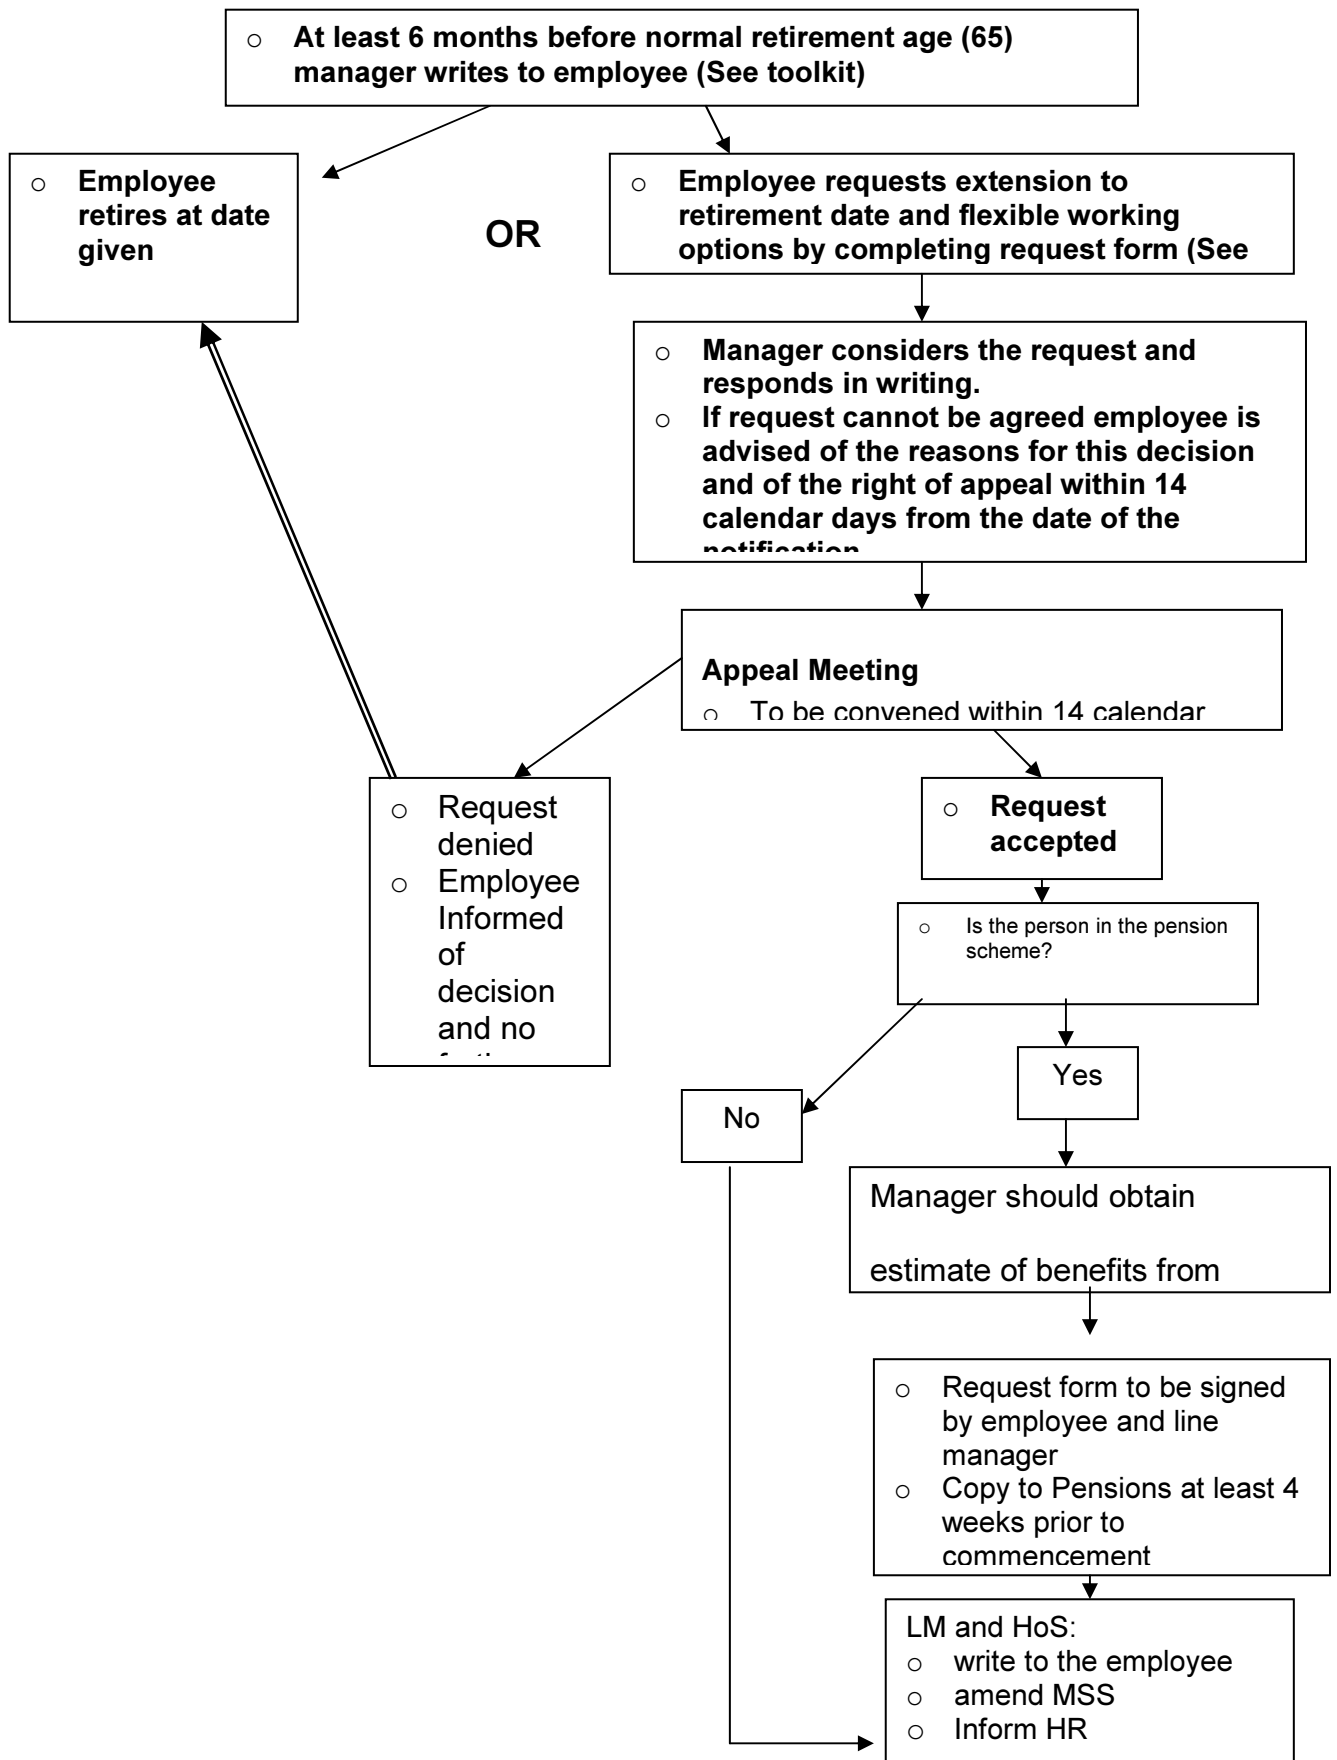 ○ At least 6 months before normal retirement age (65)
manager writes to employee (See toolkit)
○ Employee
retires at date
given
OR
○ Employee requests extension to
retirement date and flexible working
options by completing request form (See
○ Manager considers the request and
responds in writing.
○ If request cannot be agreed employee is
advised of the reasons for this decision
and of the right of appeal within 14
calendar days from the date of the
notification
Appeal Meeting
○ To be convened within 14 calendar
○ Request
denied
○ Employee
Informed
of
decision
and no
○ Request
accepted
○ Is the person in the pension
scheme?
Yes
No
Manager should obtain
estimate of benefits from
○ Request form to be signed
by employee and line
manager
○ Copy to Pensions at least 4
weeks prior to
commencement
LM and HoS:
○ write to the employee
○ amend MSS
○ Inform HR